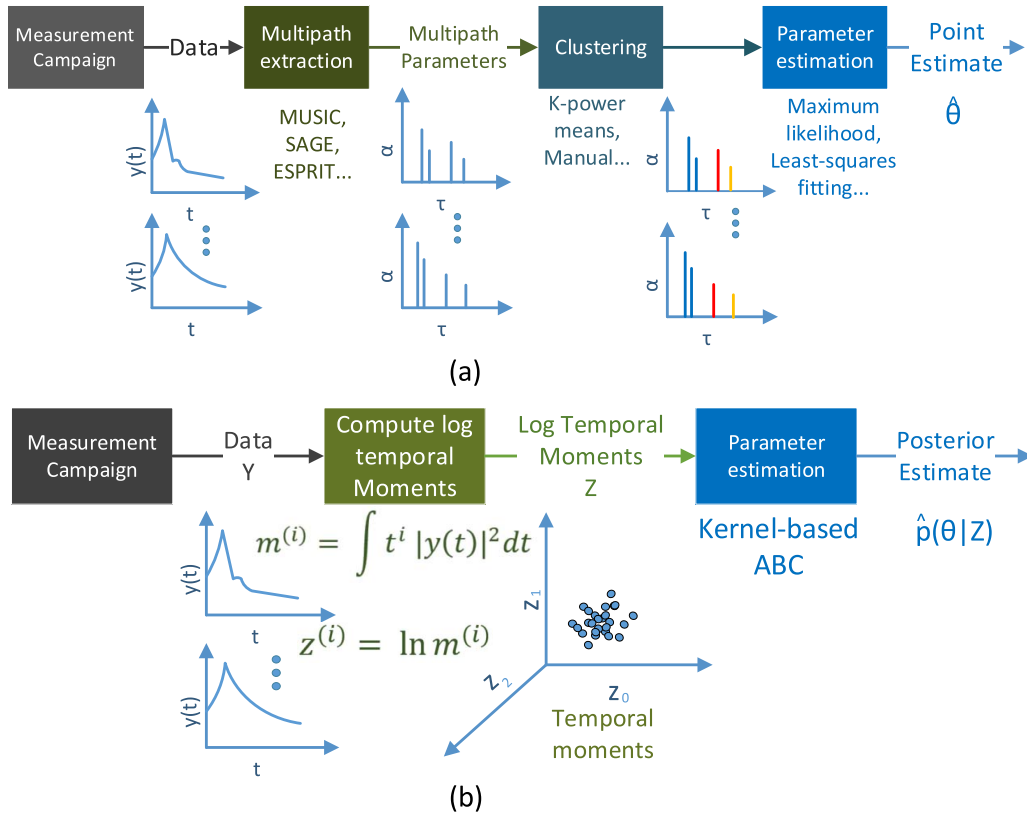 Measurement
Campaign
Data
Multipath
extraction
Multipath
Parameters
Clustering
Parameter
estimation
Point
Estimate
θ̂
MUSIC,
SAGE,
ESPRIT...
K-power
means,
Manual...
Maximum
likelihood,
Least-squares
fitting...
y(t)
t
α
τ
α
τ
y(t)
t
α
τ
α
τ
(a)
Measurement
Campaign
Data
Y
Compute log
temporal
Moments
Log Temporal
Moments
Z
Parameter
estimation
Posterior
Estimate
p̂(θ|Z)
Kernel-based
ABC
y(t)
t
m⁽ⁱ⁾ = ∫ tⁱ |y(t)|² dt
z⁽ⁱ⁾ = ln m⁽ⁱ⁾
y(t)
t
Z₁
Z₂
Z₀
Temporal
moments
(b)